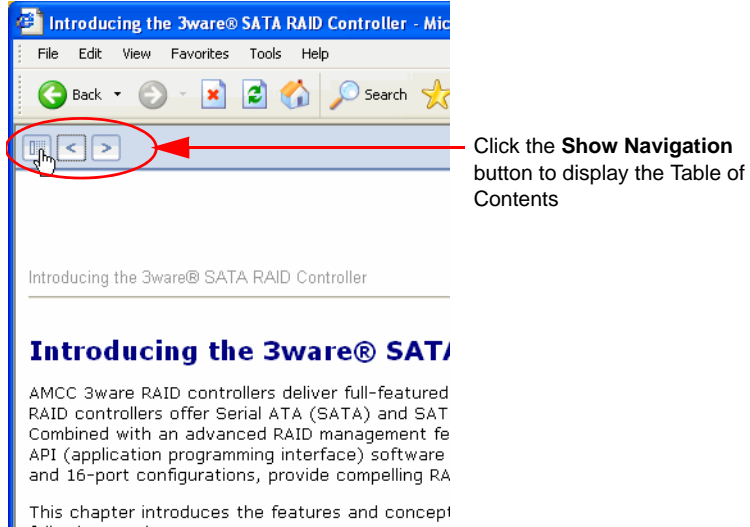 Introducing the 3ware® SATA RAID Controller - Mic
File Edit View Favorites Tools Help
Back Search
< >
Click the Show Navigation
button to display the Table of
Contents
Introducing the 3ware® SATA RAID Controller
Introducing the 3ware® SATA
AMCC 3ware RAID controllers deliver full-featured
RAID controllers offer Serial ATA (SATA) and SAT
Combined with an advanced RAID management fe
API (application programming interface) software
and 16-port configurations, provide compelling RA
This chapter introduces the features and concept